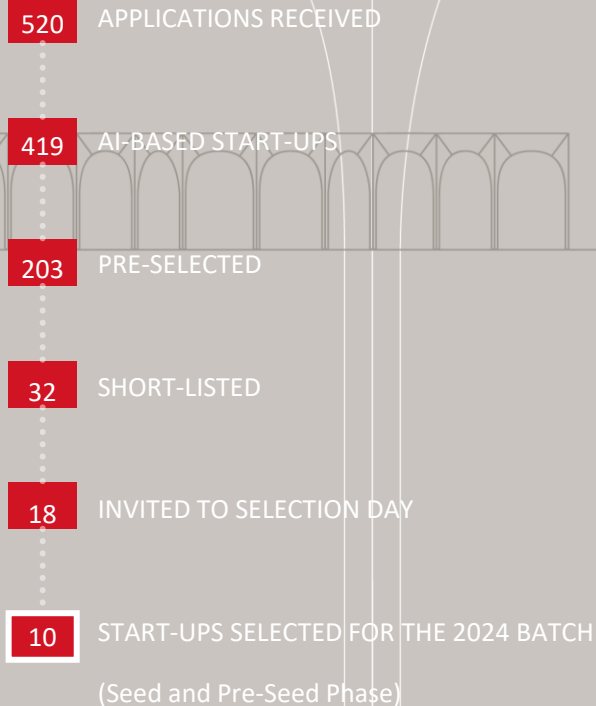 520 APPLICATIONS RECEIVED
419 AI-BASED START-UPS
203 PRE-SELECTED
32 SHORT-LISTED
18 INVITED TO SELECTION DAY
10 START-UPS SELECTED FOR THE 2024 BATCH
(Seed and Pre-Seed Phase)